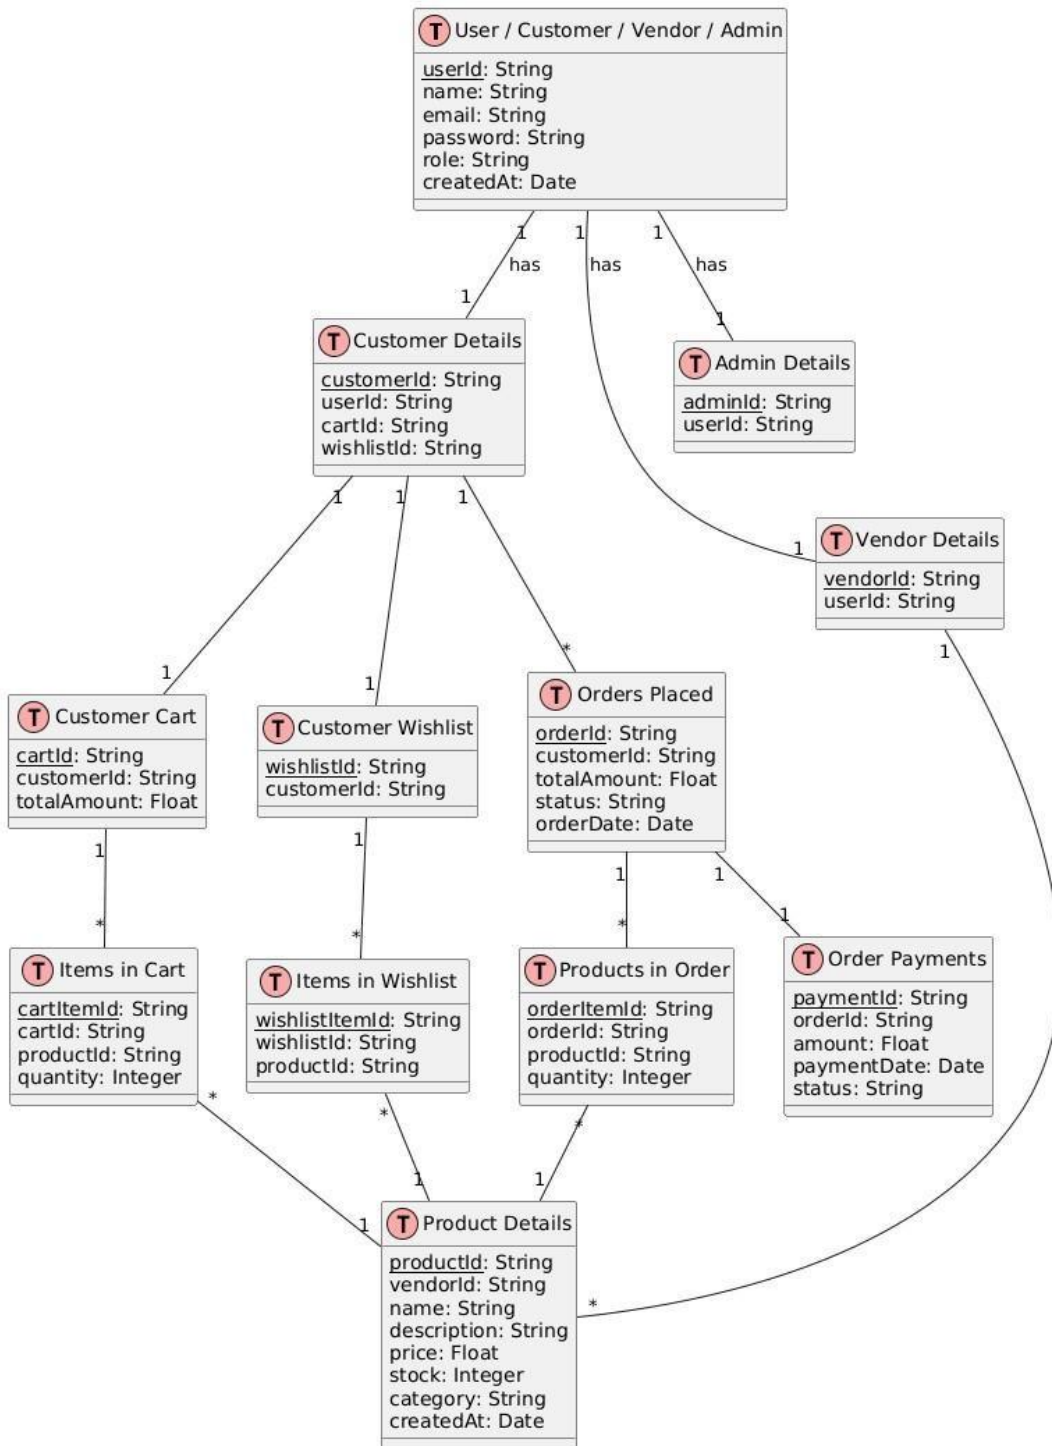 T User / Customer / Vendor / Admin
userId: String
name: String
email: String
password: String
role: String
createdAt: Date
1
1
1
has
has
has
1
1
T Customer Details
customerId: String
userId: String
cartId: String
wishlistId: String
T Admin Details
adminId: String
userId: String
1
1
1
1
T Vendor Details
vendorId: String
userId: String
1
1
1
*
T Customer Cart
cartId: String
customerId: String
totalAmount: Float
T Customer Wishlist
wishlistId: String
customerId: String
T Orders Placed
orderId: String
customerId: String
totalAmount: Float
status: String
orderDate: Date
1
1
1
1
*
*
*
1
T Items in Cart
cartItemId: String
cartId: String
productId: String
quantity: Integer
T Items in Wishlist
wishlistItemId: String
wishlistId: String
productId: String
T Products in Order
orderItemId: String
orderId: String
productId: String
quantity: Integer
T Order Payments
paymentId: String
orderId: String
amount: Float
paymentDate: Date
status: String
*
*
*
1
1
1
*
T Product Details
productId: String
vendorId: String
name: String
description: String
price: Float
stock: Integer
category: String
createdAt: Date